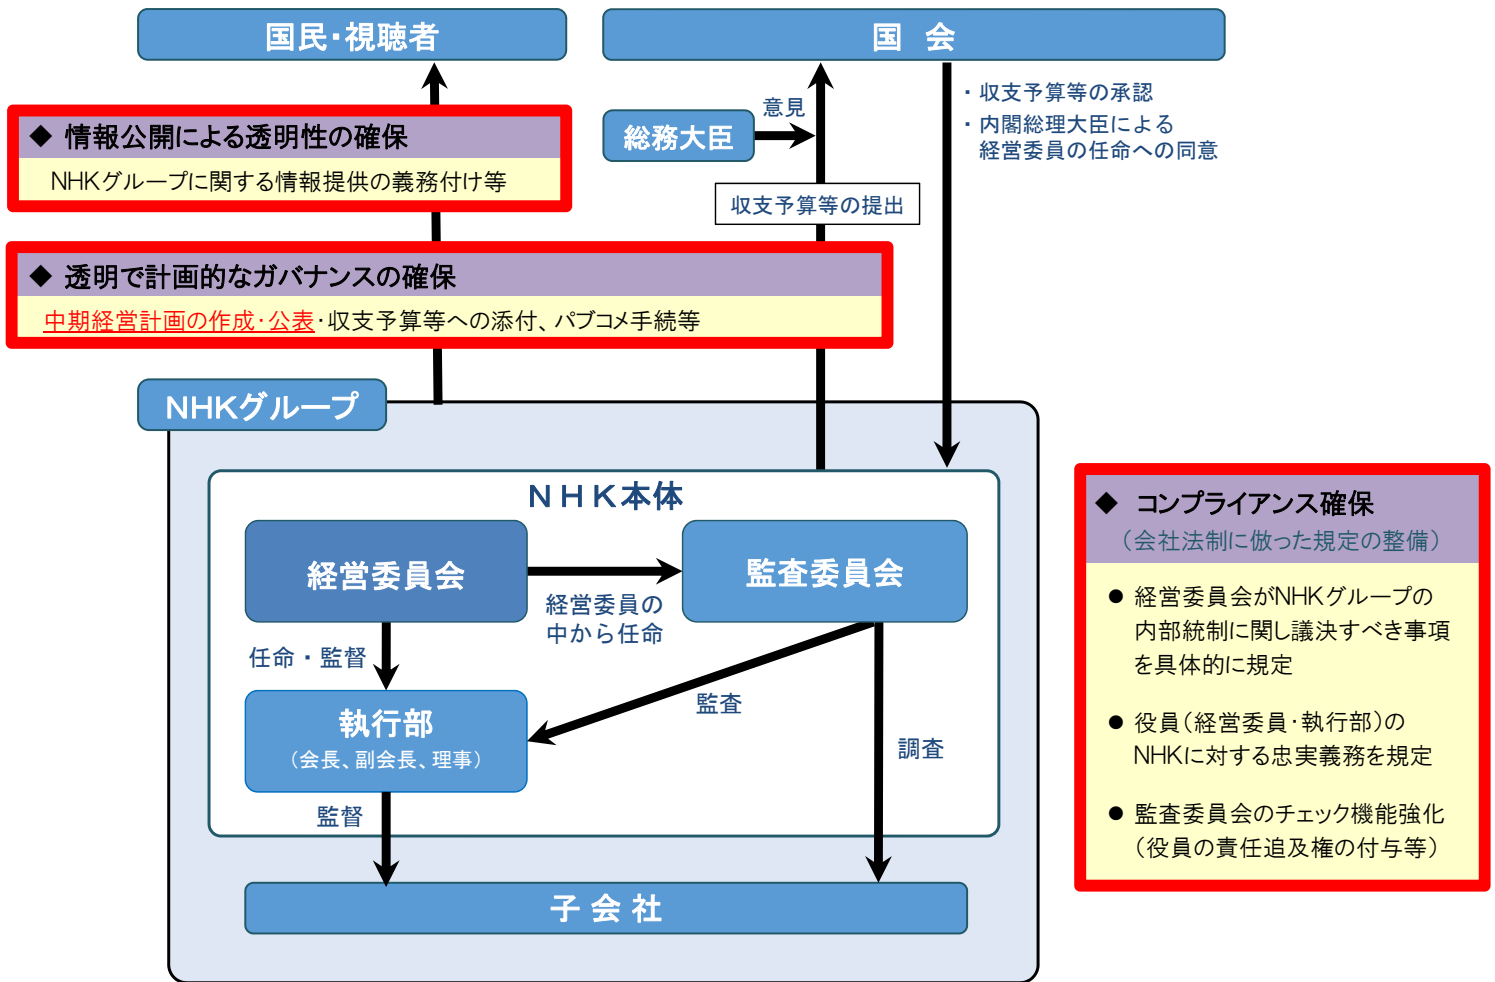 国民・視聴者
国 会
◆ 情報公開による透明性の確保
NHKグループに関する情報提供の義務付け等
総務大臣
意見
・収支予算等の承認
・内閣総理大臣による
経営委員の任命への同意
収支予算等の提出
◆ 透明で計画的なガバナンスの確保
中期経営計画の作成・公表・収支予算等への添付、パブコメ手続等
NHKグループ
NHK本体
経営委員会
監査委員会
経営委員の
中から任命
任命・監督
執行部
(会長、副会長、理事)
監査
調査
監督
子会社
◆ コンプライアンス確保
(会社法制に倣った規定の整備)
● 経営委員会がNHKグループの
内部統制に関し議決すべき事項
を具体的に規定
● 役員(経営委員・執行部)の
NHKに対する忠実義務を規定
● 監査委員会のチェック機能強化
(役員の責任追及権の付与等)